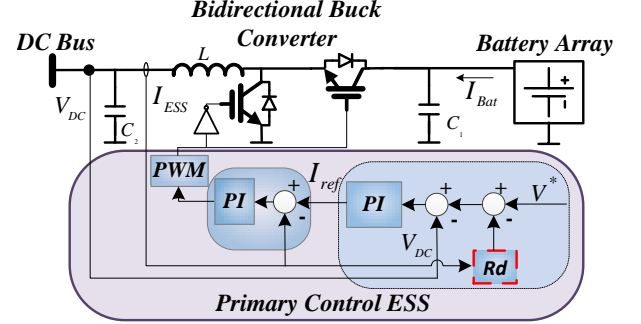 Bidirectional Buck
Converter
DC Bus
Battery Array
L
V_DC
I_ESS
C_2
C_1
I_Bat
+
-
PWM
I_ref
PI
+
-
PI
V_DC
+
-
+
-
V^*
Rd
Primary Control ESS